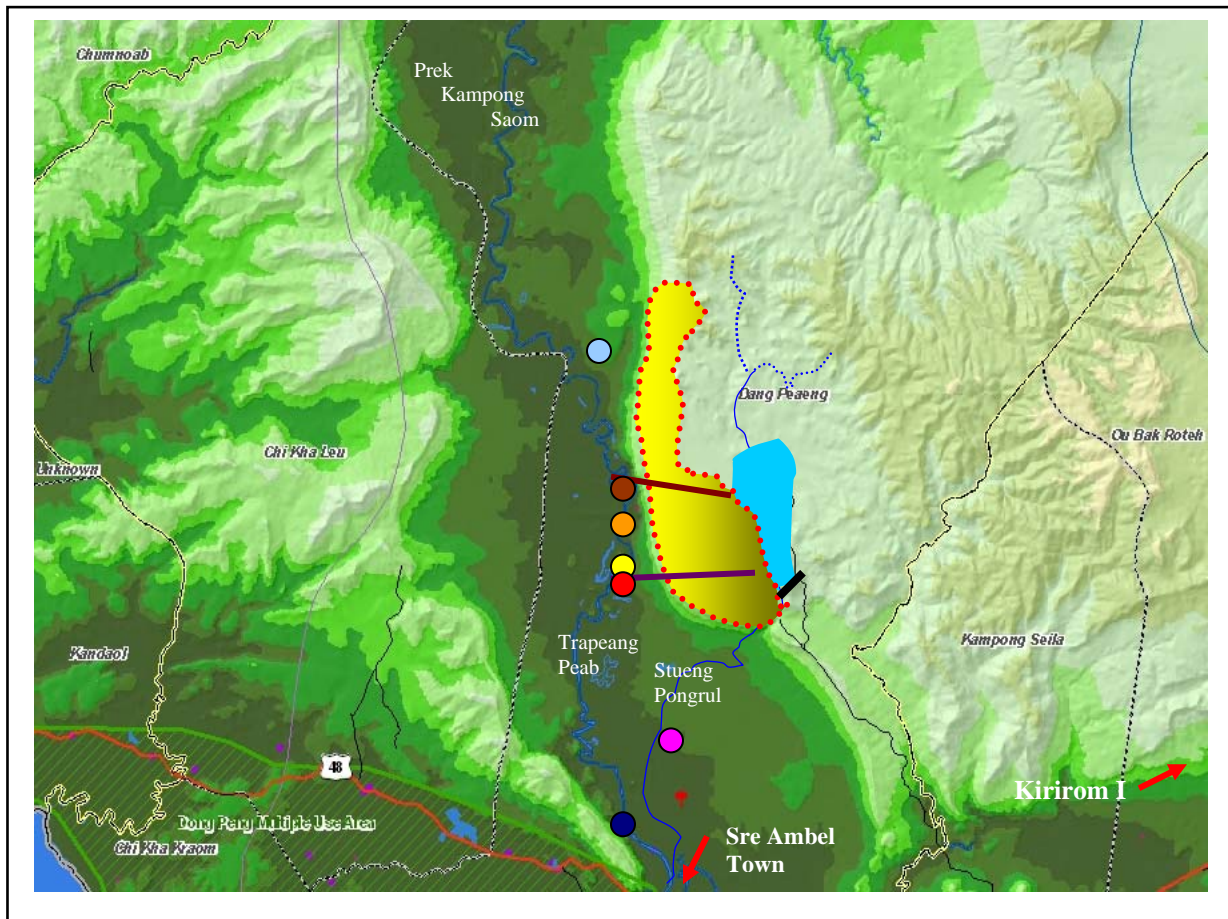 Chumnoab
Prek
Kampong
Saom
Dang Peaeng
Ou Bak Roteh
Chi Kha Leu
Unknown
Kandaol
Trapeang
Peab
Stueng
Pongrul
Kampong Seila
48
Kirirom I
Dong Peng Multiple Use Area
Chi Kha Kraom
Sre Ambel
Town